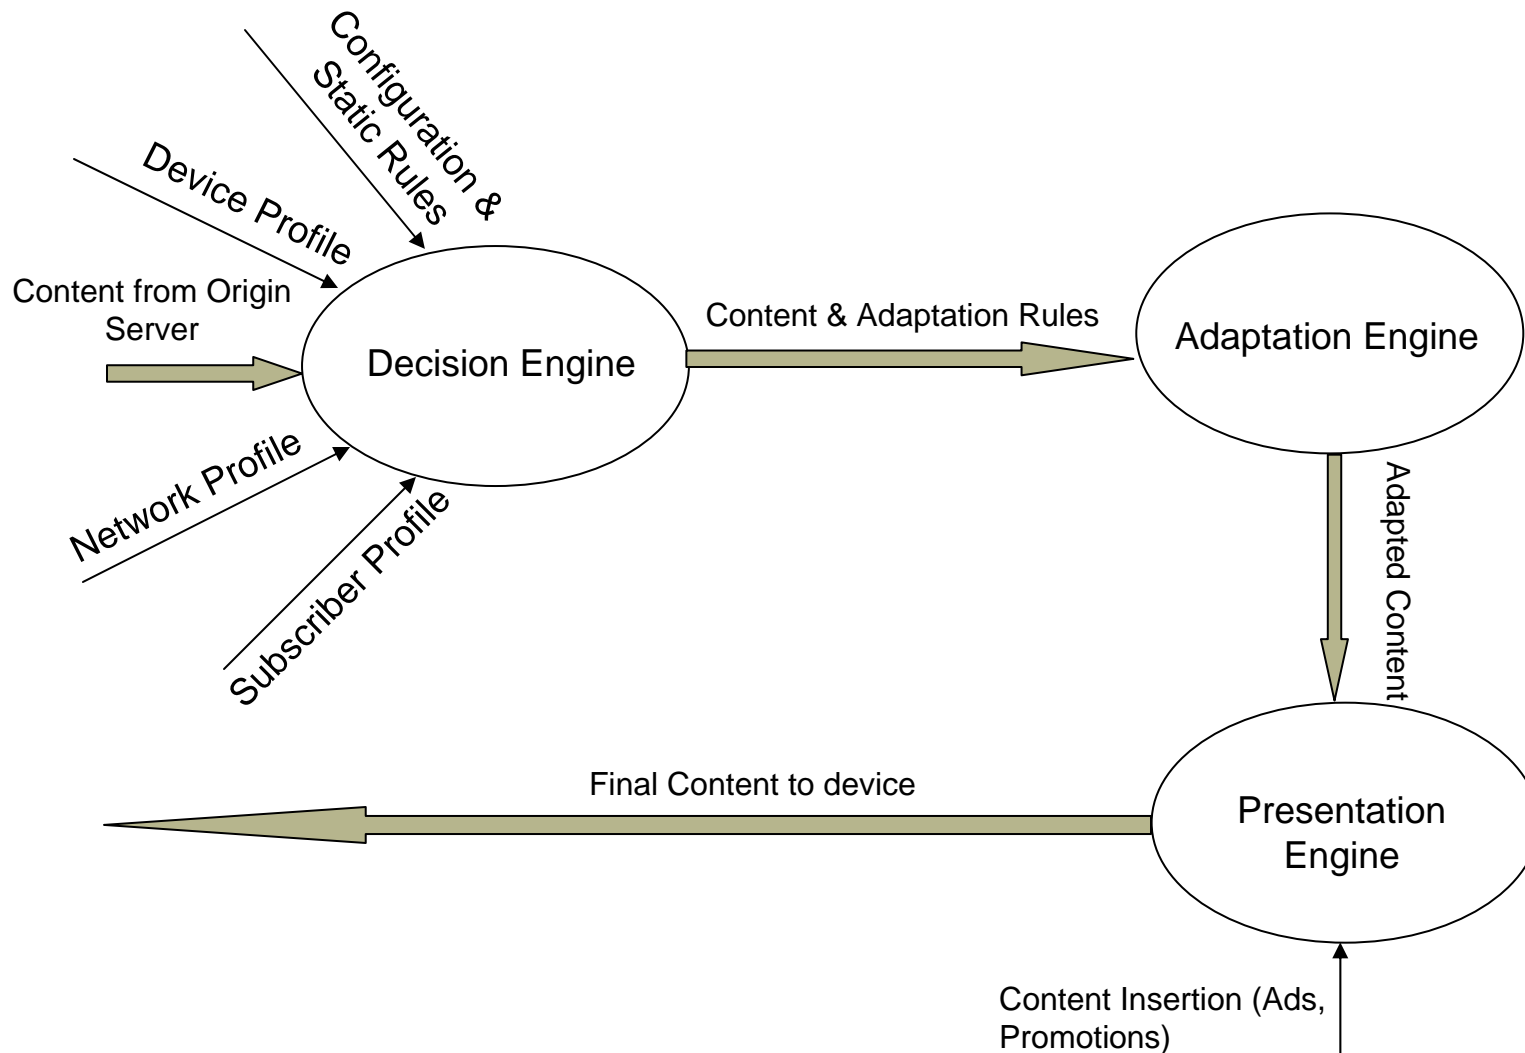 Configuration &
Static Rules
Device Profile
Content from Origin
Server
Decision Engine
Content & Adaptation Rules
Adaptation Engine
Network Profile
Subscriber Profile
Adapted Content
Final Content to device
Presentation
Engine
Content Insertion (Ads,
Promotions)